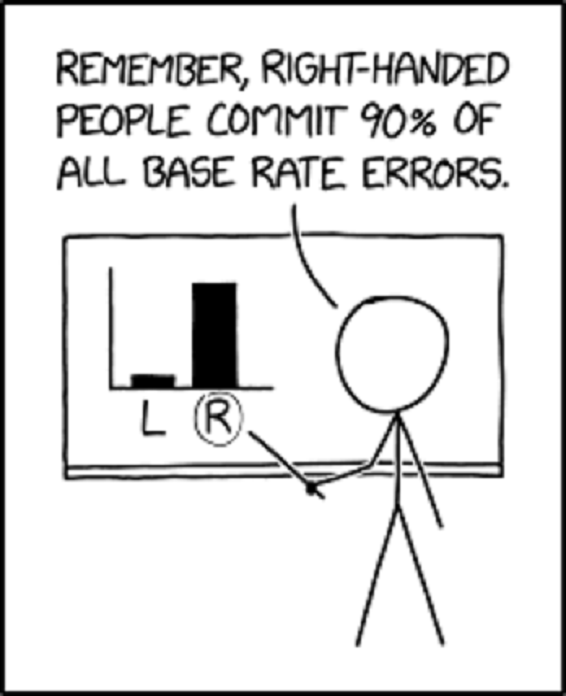 REMEMBER, RIGHT-HANDED
PEOPLE COMMIT 90% OF
ALL BASE RATE ERRORS.
L R